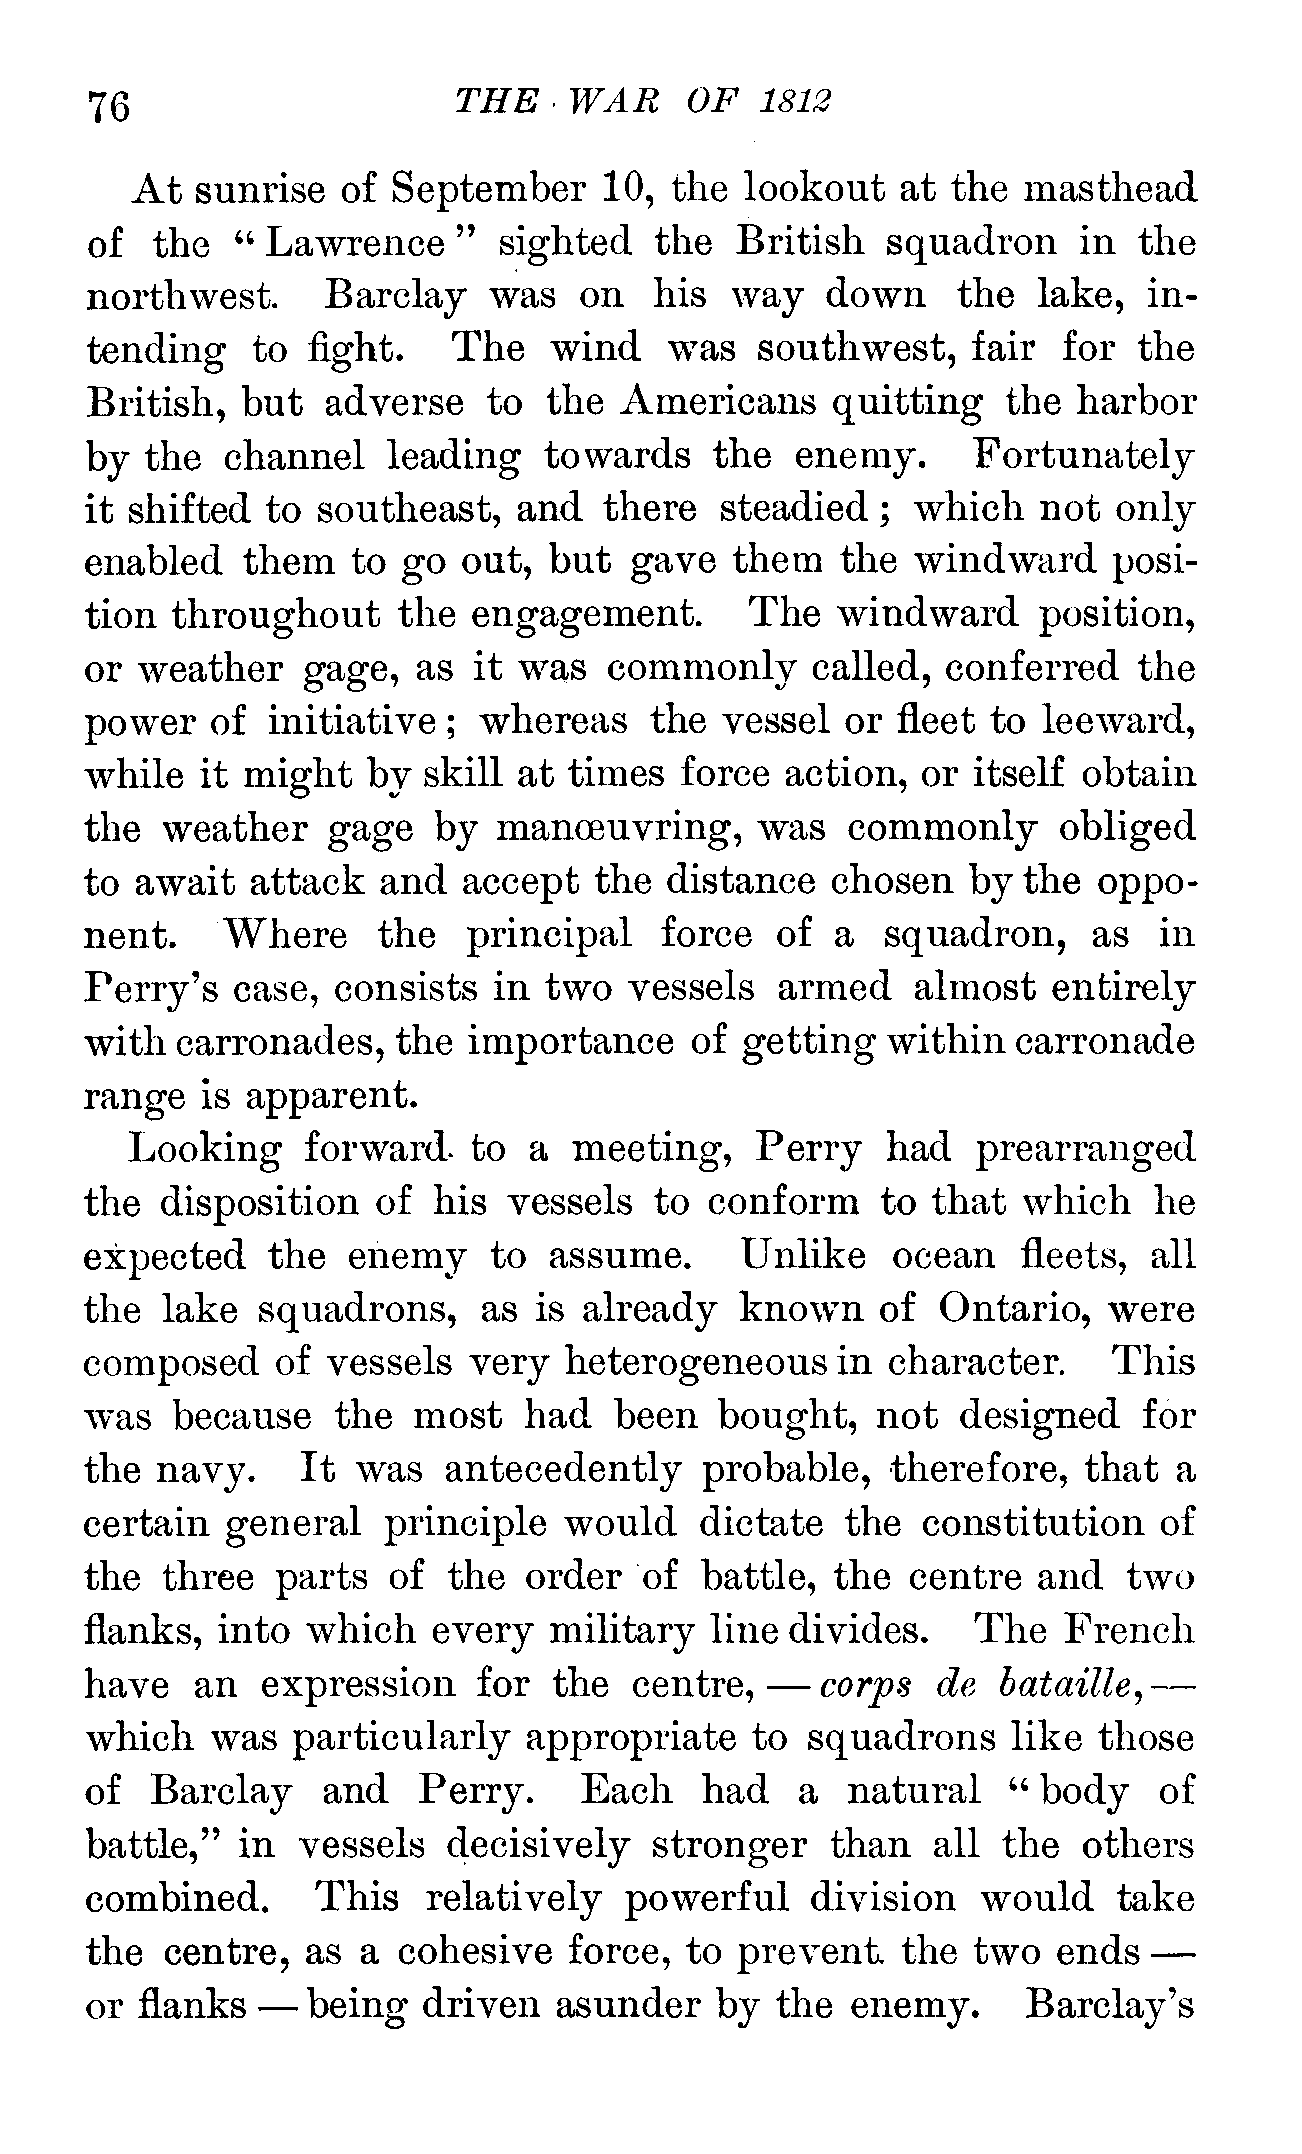 76 THE WAR OF 1812
At sunrise of September 10, the lookout at the masthead
of the “Lawrence” sighted the British squadron in the
northwest. Barclay was on his way down the lake, in-
tending to fight. The wind was southwest, fair for the
British, but adverse to the Americans quitting the harbor
by the channel leading towards the enemy. Fortunately
it shifted to southeast, and there steadied; which not only
enabled them to go out, but gave them the windward posi-
tion throughout the engagement. The windward position,
or weather gage, as it was commonly called, conferred the
power of initiative; whereas the vessel or fleet to leeward,
while it might by skill at times force action, or itself obtain
the weather gage by manœuvring, was commonly obliged
to await attack and accept the distance chosen by the oppo-
nent. Where the principal force of a squadron, as in
Perry’s case, consists in two vessels armed almost entirely
with carronades, the importance of getting within carronade
range is apparent.
Looking forward to a meeting, Perry had prearranged
the disposition of his vessels to conform to that which he
expected the enemy to assume. Unlike ocean fleets, all
the lake squadrons, as is already known of Ontario, were
composed of vessels very heterogeneous in character. This
was because the most had been bought, not designed for
the navy. It was antecedently probable, therefore, that a
certain general principle would dictate the constitution of
the three parts of the order of battle, the centre and two
flanks, into which every military line divides. The French
have an expression for the centre, — corps de bataille, —
which was particularly appropriate to squadrons like those
of Barclay and Perry. Each had a natural “body of
battle,” in vessels decisively stronger than all the others
combined. This relatively powerful division would take
the centre, as a cohesive force, to prevent the two ends —
or flanks — being driven asunder by the enemy. Barclay’s